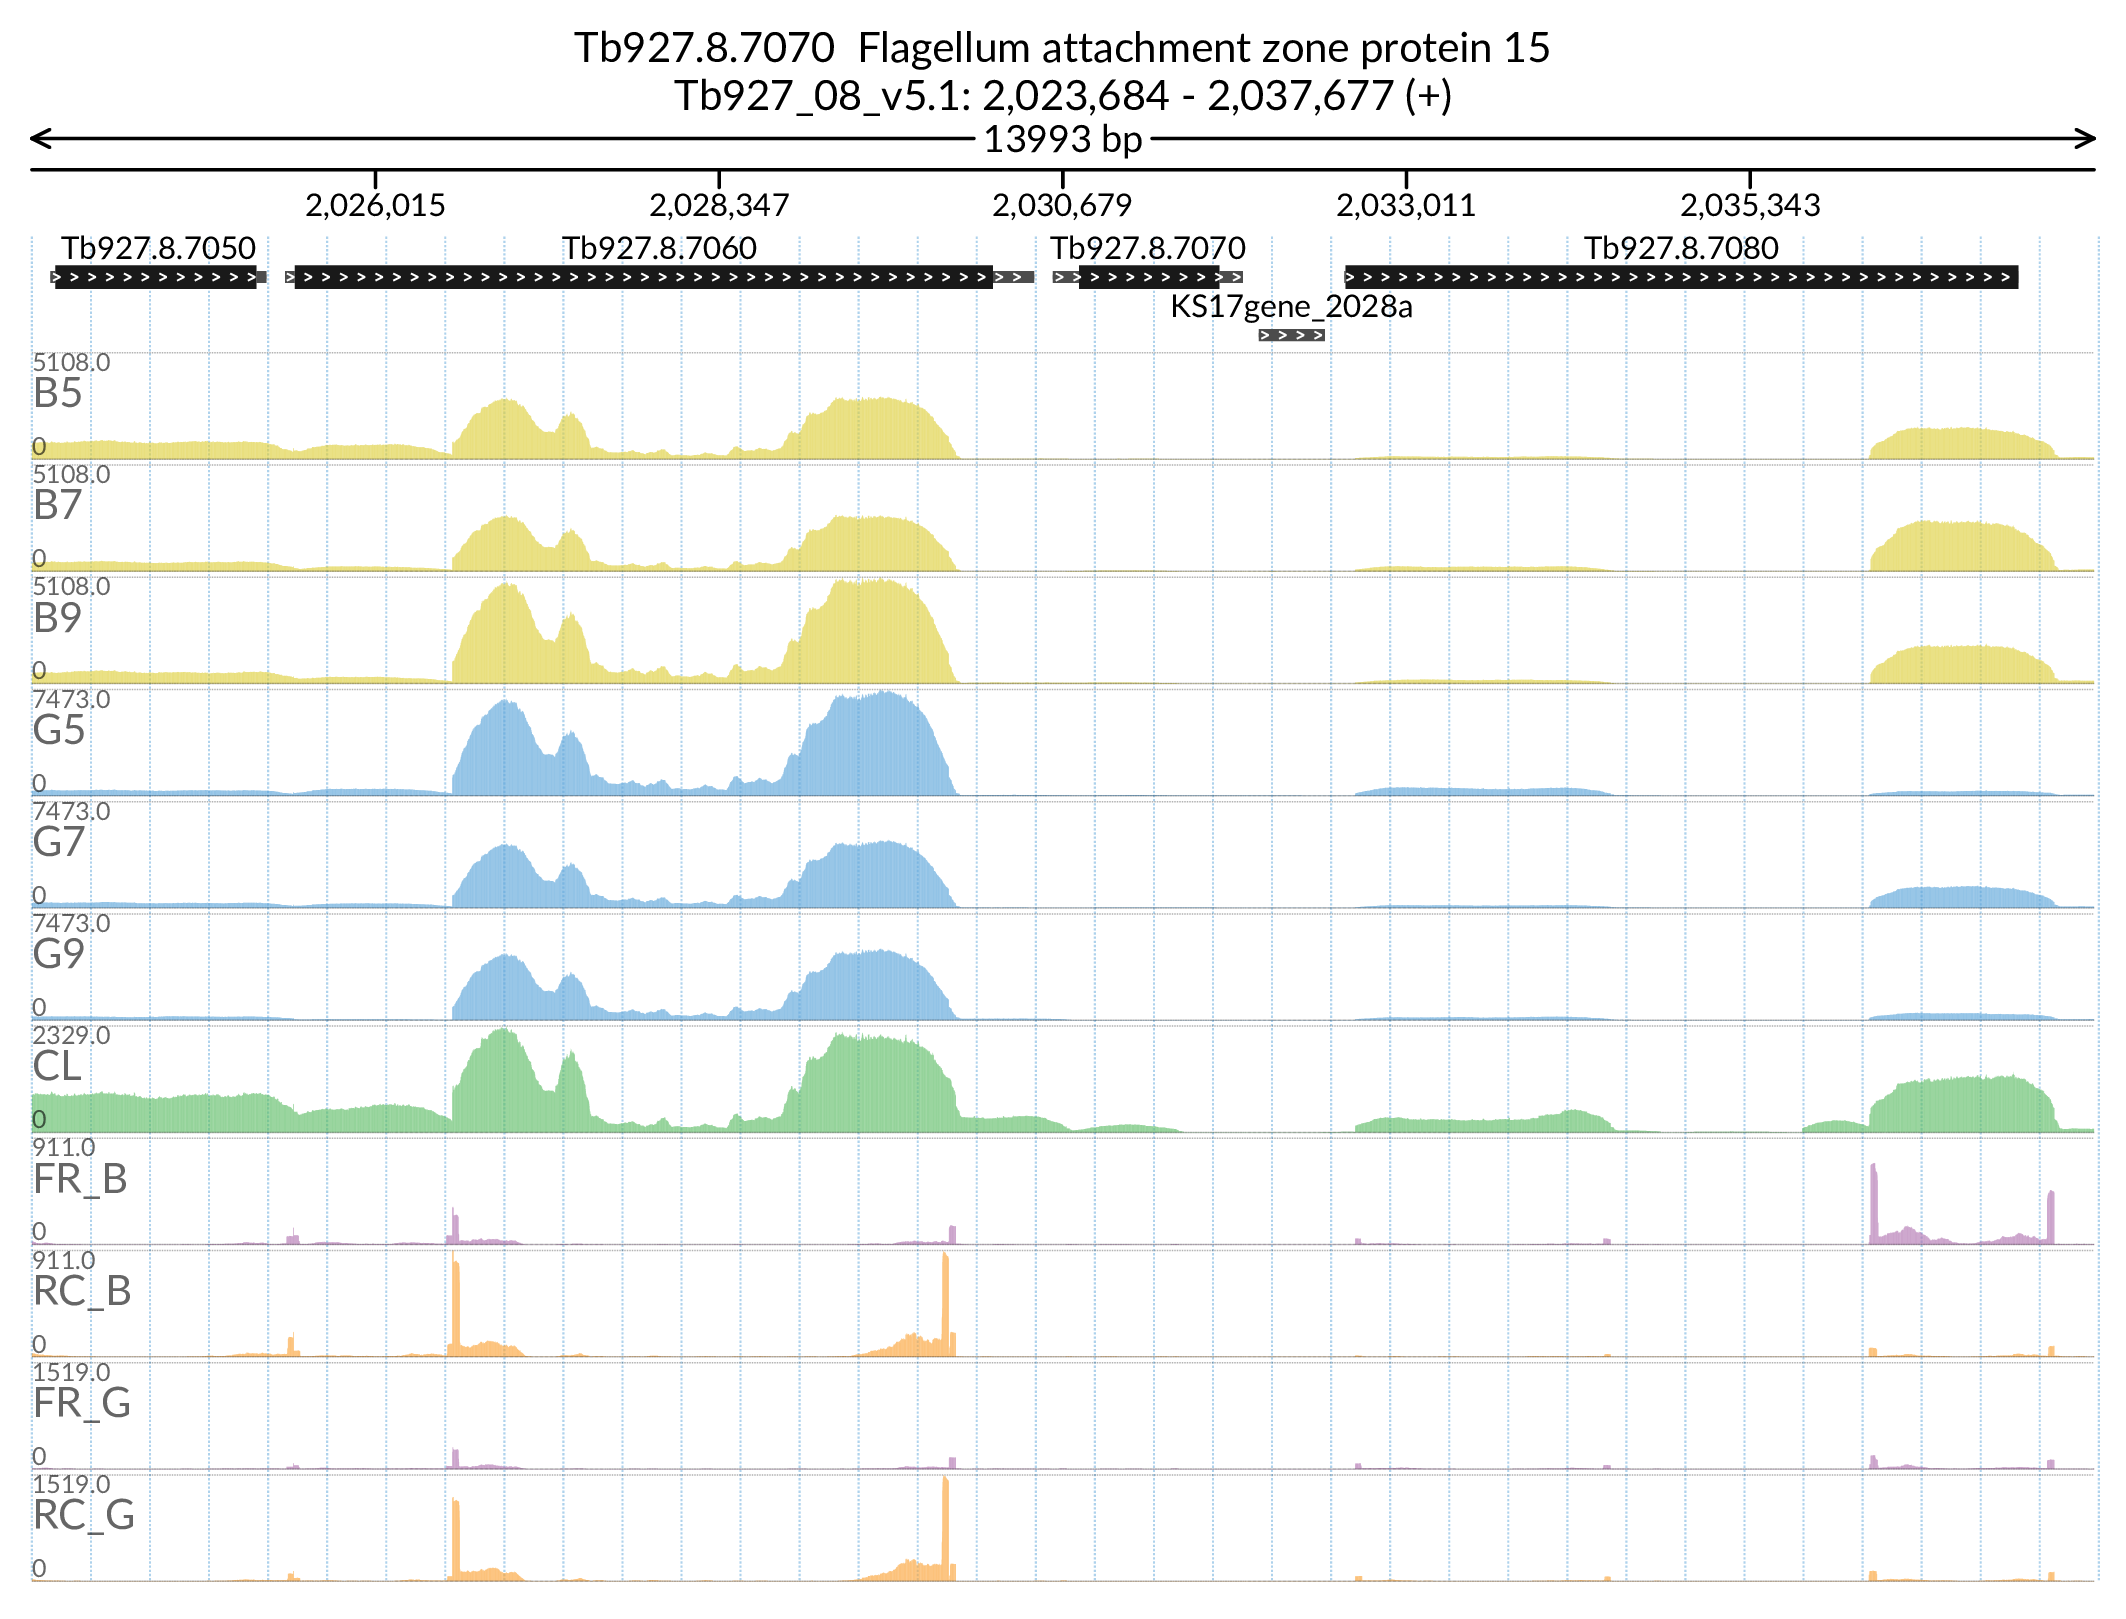 Tb927.8.7070 Flagellum attachment zone protein 15
Tb927_08_v5.1: 2,023,684 - 2,037,677 (+)
13993 bp
2,026,015 2,028,347 2,030,679 2,033,011 2,035,343
Tb927.8.7050 Tb927.8.7060 Tb927.8.7070 Tb927.8.7080
KS17gene_2028a
5108.0
B5
0
5108.0
B7
0
5108.0
B9
0
7473.0
G5
0
7473.0
G7
0
7473.0
G9
0
2329.0
CL
0
911.0
FR_B
0
911.0
RC_B
0
1519.0
FR_G
0
1519.0
RC_G
0